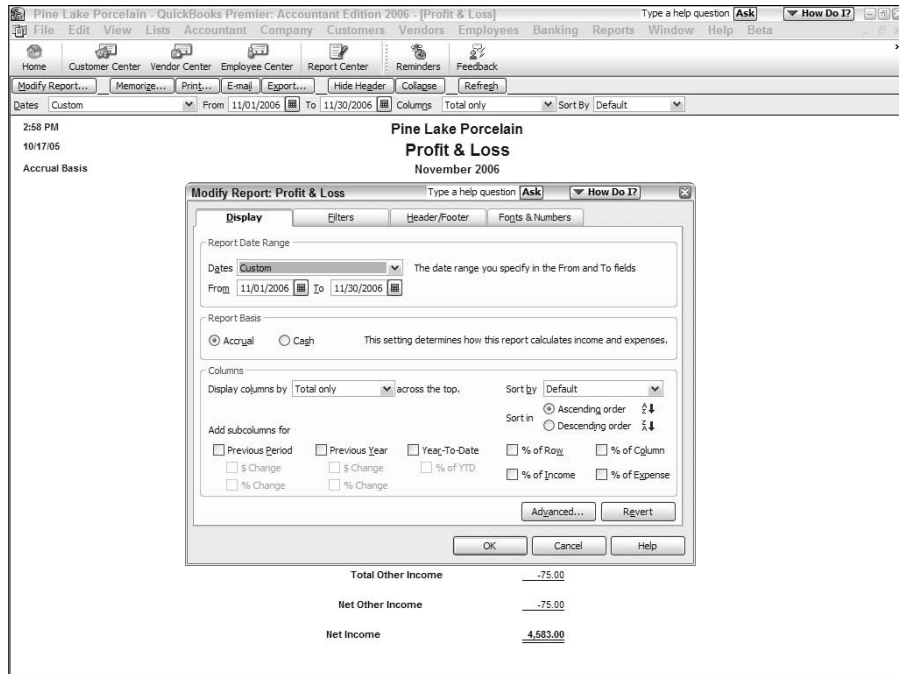 Pine Lake Porcelain - QuickBooks Premier: Accountant Edition 2006 - [Profit & Loss] Type a help question Ask How Do I?
File Edit View Lists Accountant Company Customers Vendors Employees Banking Reports Window Help Beta
Home Customer Center Vendor Center Employee Center Report Center Reminders Feedback
Modify Report... Memorize... Print... E-mail Export... Hide Header Collapse Refresh
Dates Custom From 11/01/2006 To 11/30/2006 Columns Total only Sort By Default
2:58 PM
10/17/05
Accrual Basis
Pine Lake Porcelain
Profit & Loss
November 2006
Modify Report: Profit & Loss Type a help question Ask How Do I?
Display Filters Header/Footer Fonts & Numbers
Report Date Range
Dates Custom The date range you specify in the From and To fields
From 11/01/2006 To 11/30/2006
Report Basis
Accrual Cash This setting determines how this report calculates income and expenses.
Columns
Display columns by Total only across the top. Sort by Default
Sort in Ascending order
Descending order
Add subcolumns for
Previous Period Previous Year Year-To-Date % of Row % of Column
$ Change $ Change % of YTD % of Income % of Expense
% Change % Change
Advanced... Revert
OK Cancel Help
Total Other Income -75.00
Net Other Income -75.00
Net Income 4,583.00